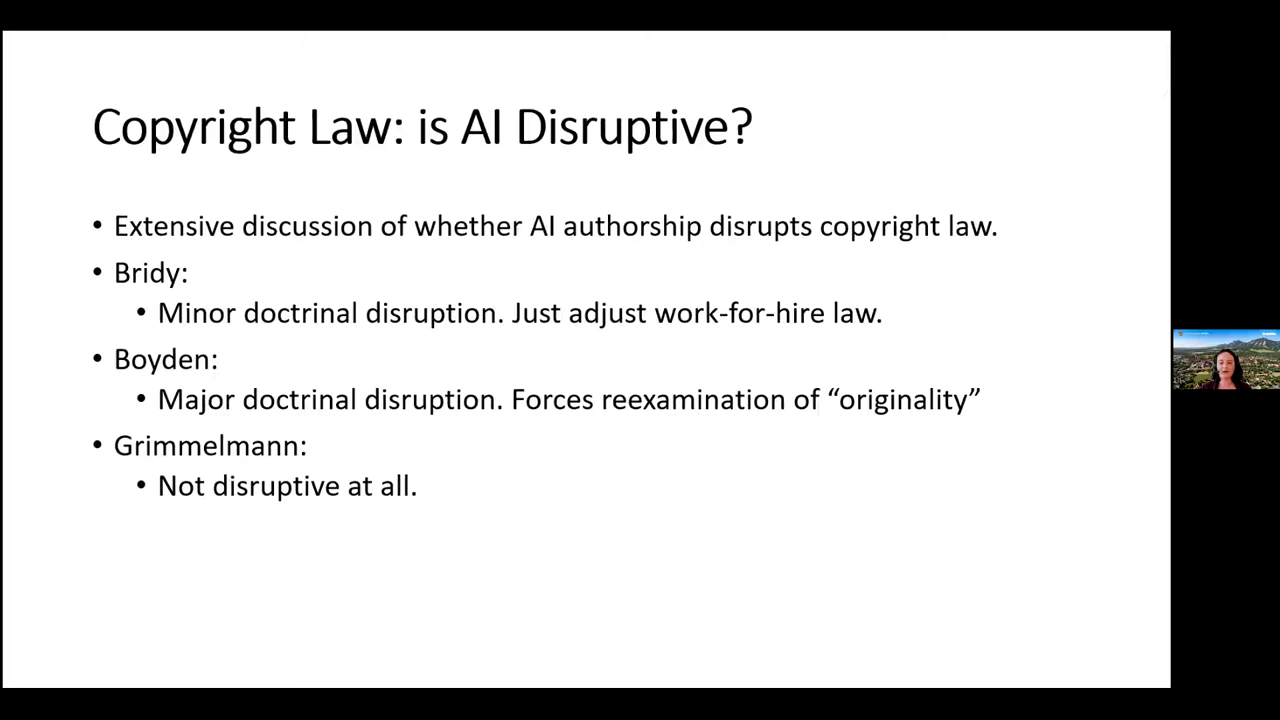 Copyright Law: is AI Disruptive?
• Extensive discussion of whether AI authorship disrupts copyright law.
• Bridy:
• Minor doctrinal disruption. Just adjust work-for-hire law.
• Boyden:
• Major doctrinal disruption. Forces reexamination of “originality”
• Grimmelmann:
• Not disruptive at all.